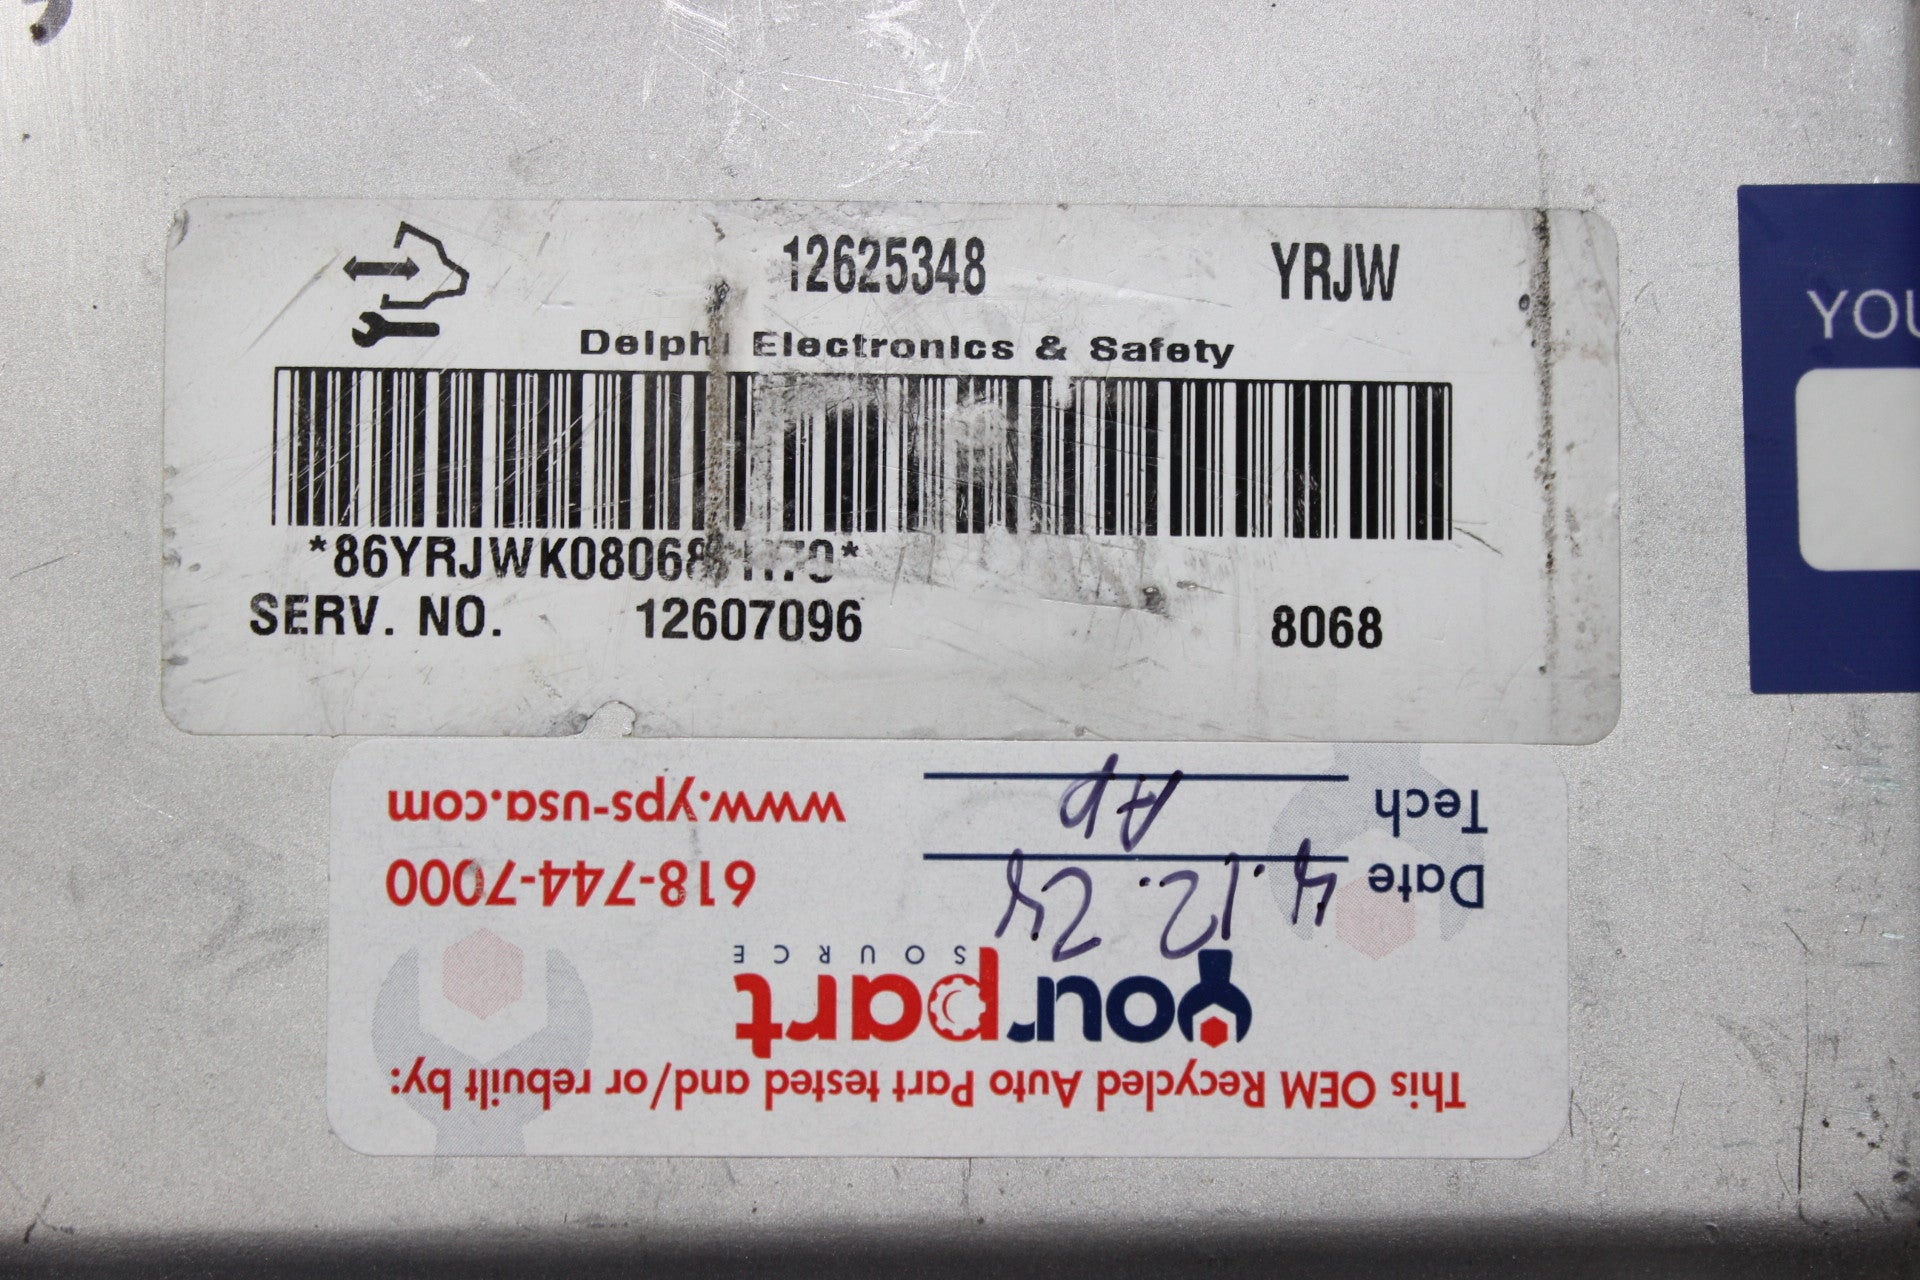 12625348 YRJW
Delphi Electronics & Safety
SERV. NO. 12607096 8068
YOU
This OEM Recycled Auto Part tested and/or rebuilt by:
yourpart
SOURCE
Date 4.12.24
618-744-7000
Tech AP
www.yps-usa.com